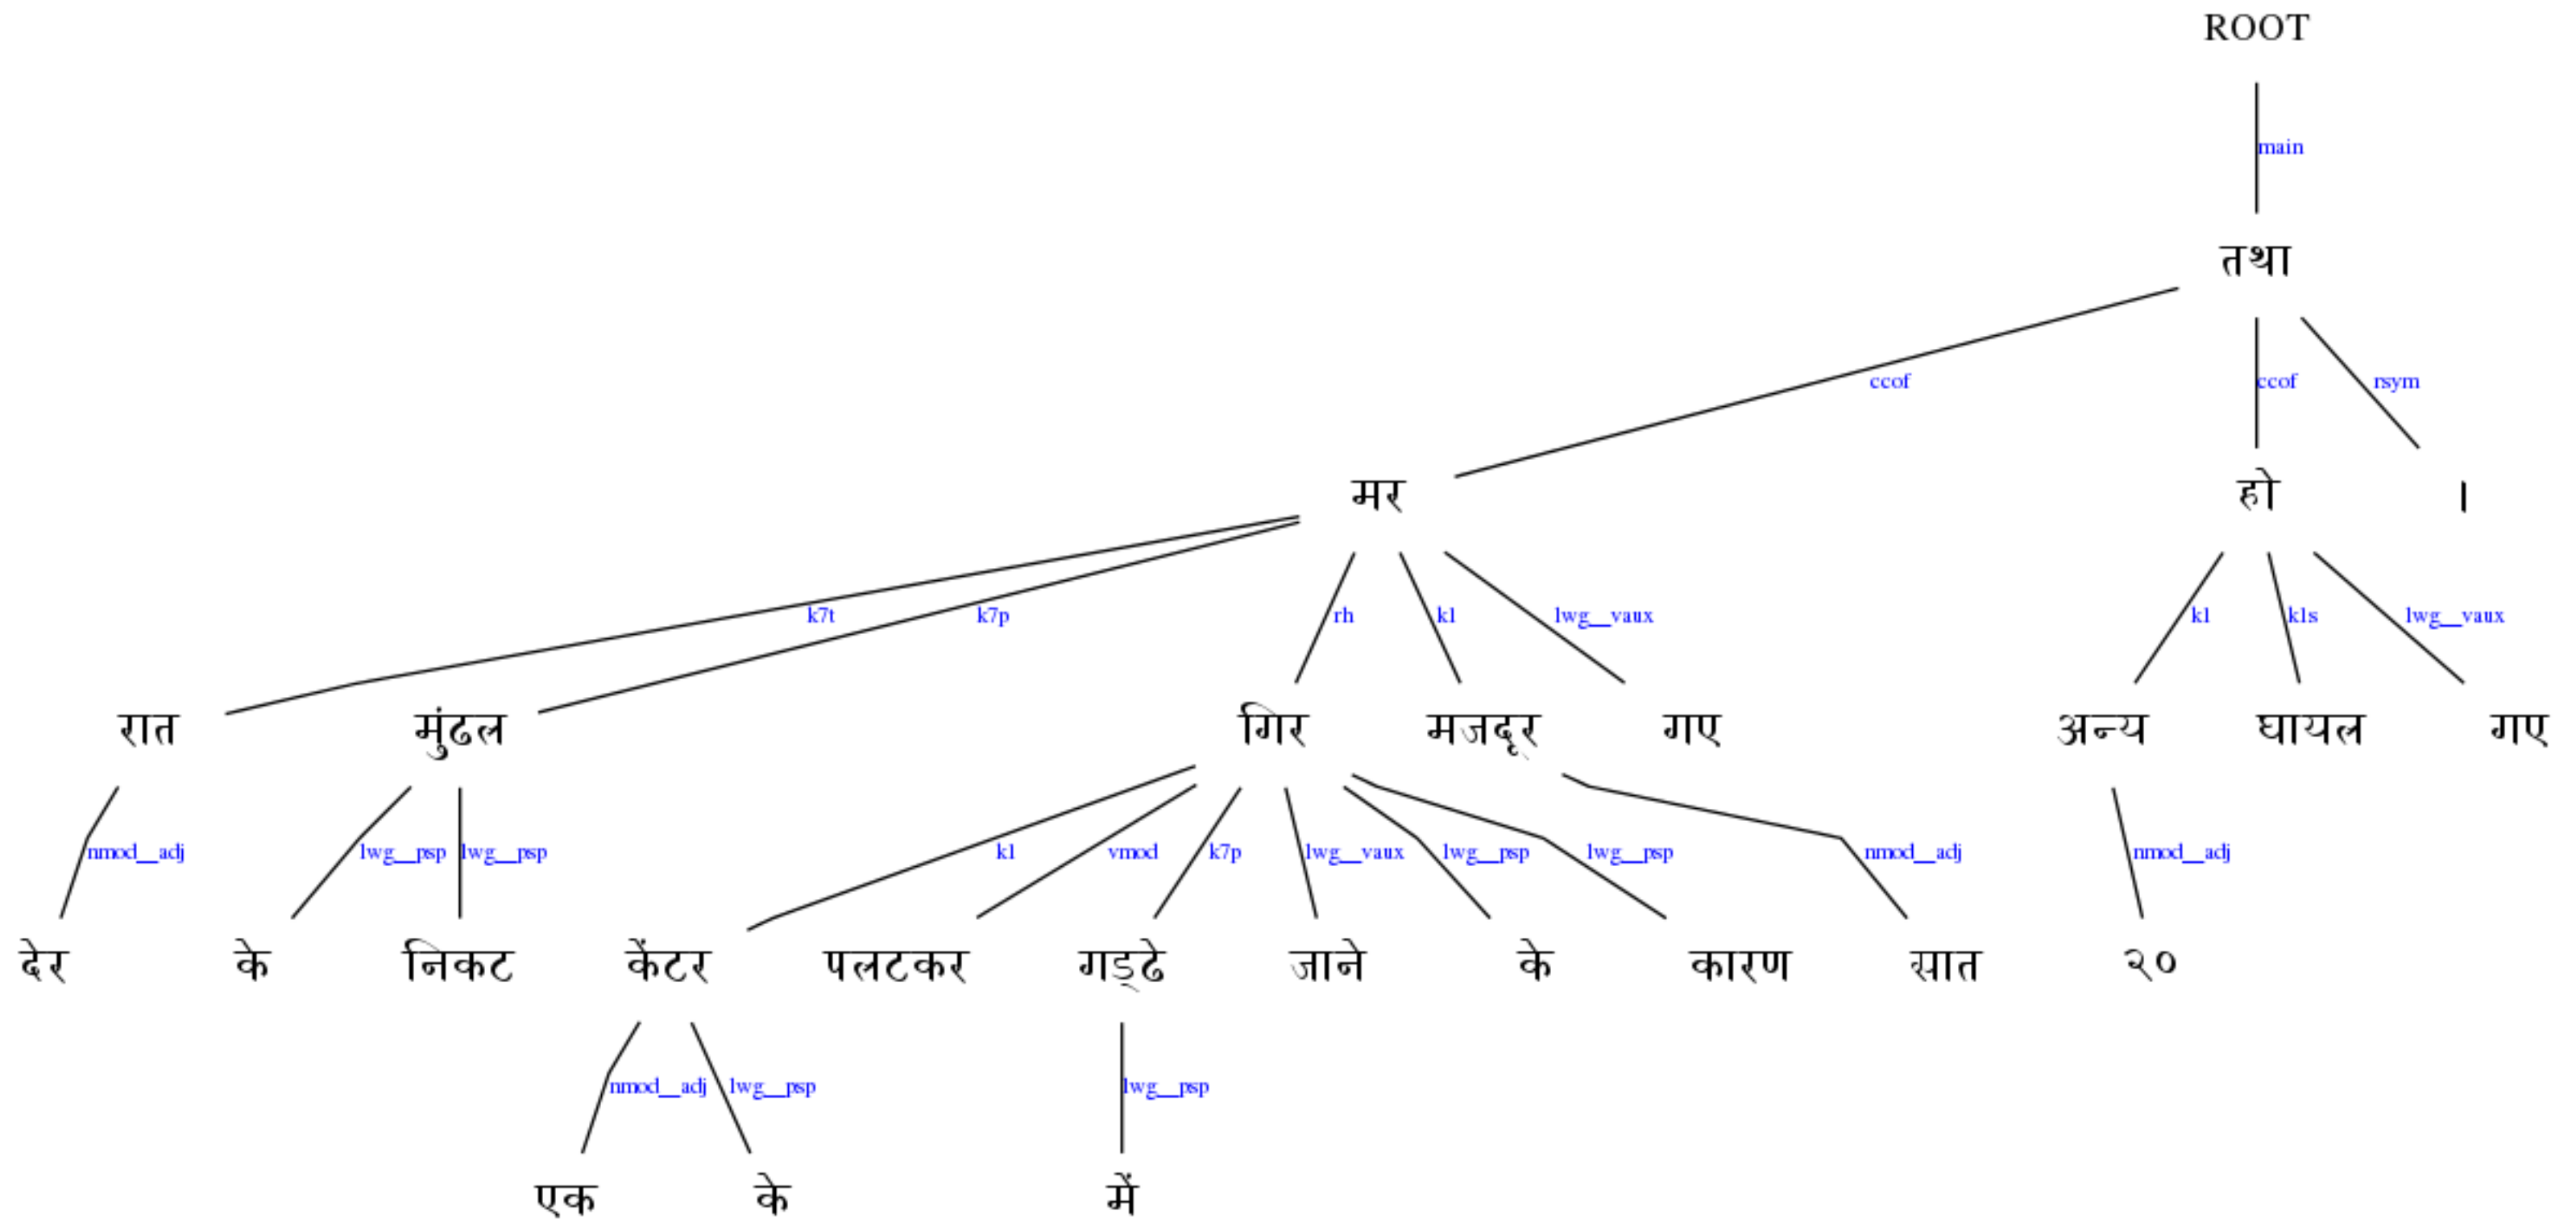 ROOT
main
तथा
ccof ccof rsym
मर हो ।
k7t k7p rh k1 lwg__vaux k1 k1s lwg__vaux
रात मुंढल गिर मजदूर गए अन्य घायल गए
nmod__adj lwg__psp lwg__psp k1 vmod k7p lwg__vaux lwg__psp lwg__psp nmod__adj nmod__adj
देर के निकट केंटर पलटकर गड्ढे जाने के कारण सात २०
nmod__adj lwg__psp lwg__psp
एक के में